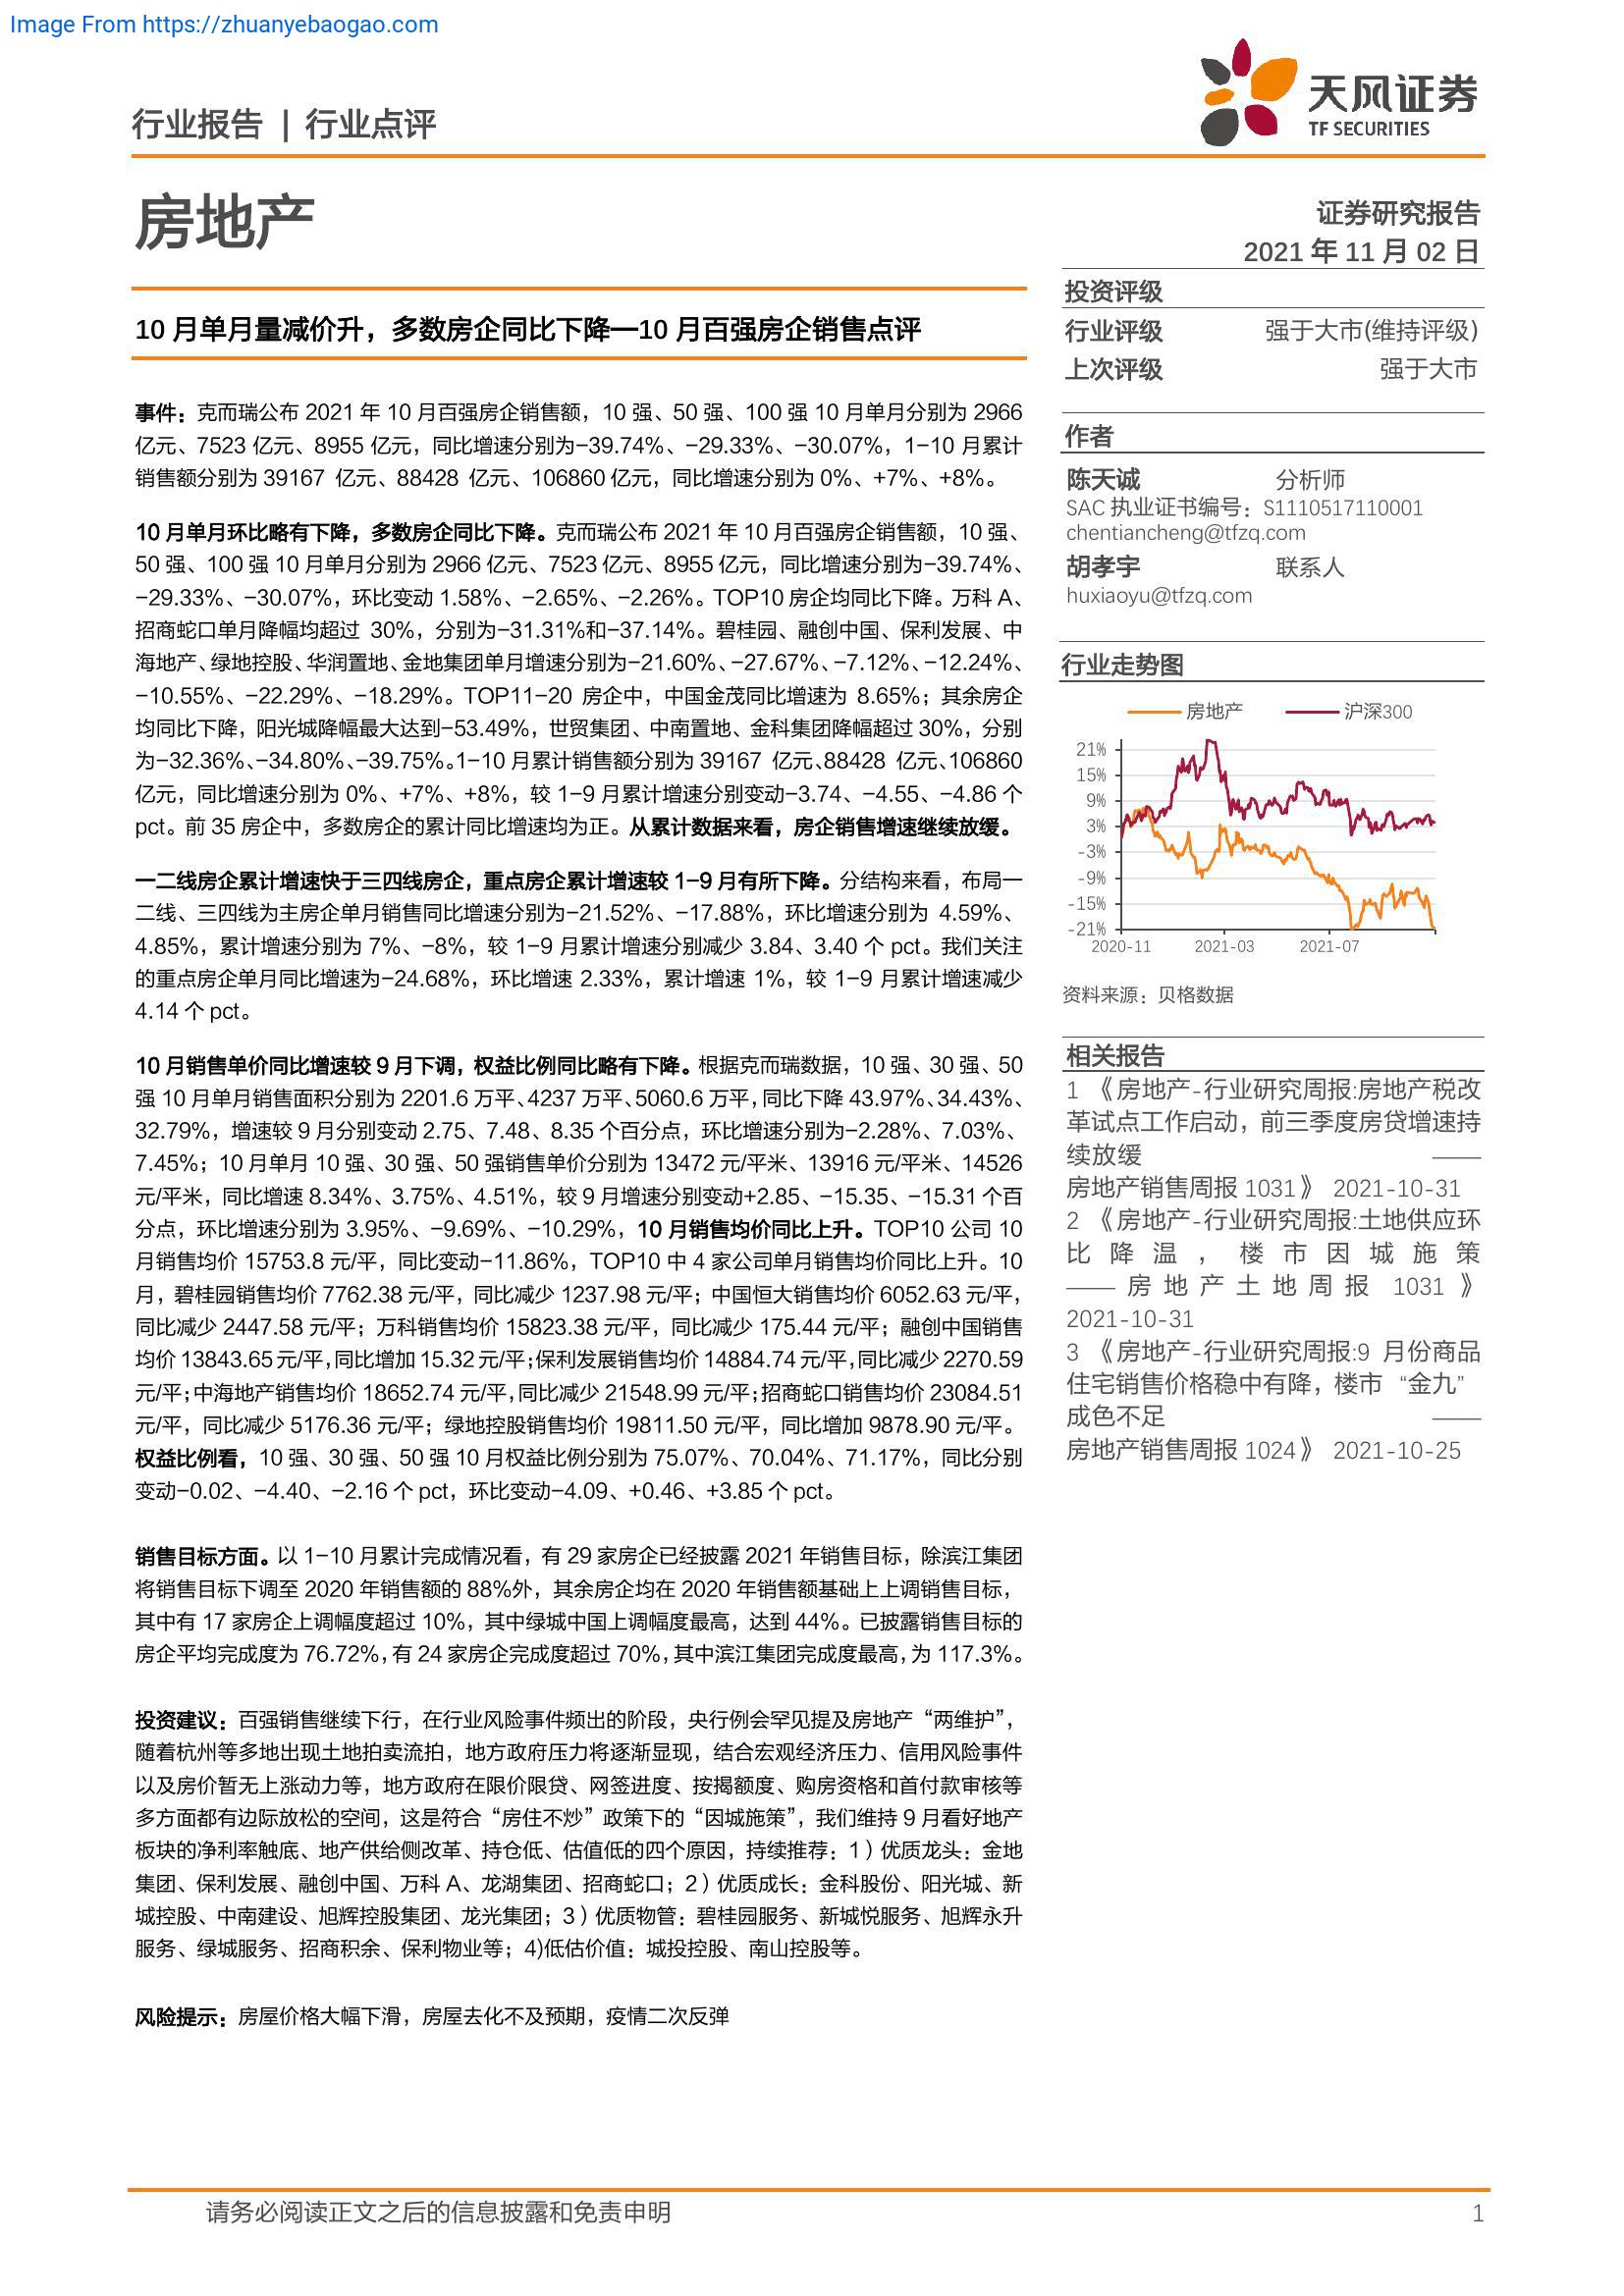 Image From https://zhuanyebaogao.com
天风证券
TF SECURITIES
行业报告 | 行业点评
房地产
证券研究报告
2021 年 11 月 02 日
10 月单月量减价升，多数房企同比下降—10 月百强房企销售点评
事件：克而瑞公布 2021 年 10 月百强房企销售额，10 强、50 强、100 强 10 月单月分别为 2966
亿元、7523 亿元、8955 亿元，同比增速分别为-39.74%、-29.33%、-30.07%，1-10 月累计
销售额分别为 39167 亿元、88428 亿元、106860 亿元，同比增速分别为 0%、+7%、+8%。
10 月单月环比略有下降，多数房企同比下降。克而瑞公布 2021 年 10 月百强房企销售额，10 强、
50 强、100 强 10 月单月分别为 2966 亿元、7523 亿元、8955 亿元，同比增速分别为-39.74%、
-29.33%、-30.07%，环比变动 1.58%、-2.65%、-2.26%。TOP10 房企均同比下降。万科 A、
招商蛇口单月降幅均超过 30%，分别为-31.31%和-37.14%。碧桂园、融创中国、保利发展、中
海地产、绿地控股、华润置地、金地集团单月增速分别为-21.60%、-27.67%、-7.12%、-12.24%、
-10.55%、-22.29%、-18.29%。TOP11-20 房企中，中国金茂同比增速为 8.65%；其余房企
均同比下降，阳光城降幅最大达到-53.49%，世贸集团、中南置地、金科集团降幅超过 30%，分别
为-32.36%、-34.80%、-39.75%。1-10 月累计销售额分别为 39167 亿元、88428 亿元、106860
亿元，同比增速分别为 0%、+7%、+8%，较 1-9 月累计增速分别变动-3.74、-4.55、-4.86 个
pct。前 35 房企中，多数房企的累计同比增速均为正。从累计数据来看，房企销售增速继续放缓。
一二线房企累计增速快于三四线房企，重点房企累计增速较 1-9 月有所下降。分结构来看，布局一
二线、三四线为主房企单月销售同比增速分别为-21.52%、-17.88%，环比增速分别为 4.59%、
4.85%，累计增速分别为 7%、-8%，较 1-9 月累计增速分别减少 3.84、3.40 个 pct。我们关注
的重点房企单月同比增速为-24.68%，环比增速 2.33%，累计增速 1%，较 1-9 月累计增速减少
4.14 个 pct。
10 月销售单价同比增速较 9 月下调，权益比例同比略有下降。根据克而瑞数据，10 强、30 强、50
强 10 月单月销售面积分别为 2201.6 万平、4237 万平、5060.6 万平，同比下降 43.97%、34.43%、
32.79%，增速较 9 月分别变动 2.75、7.48、8.35 个百分点，环比增速分别为-2.28%、7.03%、
7.45%；10 月单月 10 强、30 强、50 强销售单价分别为 13472 元/平米、13916 元/平米、14526
元/平米，同比增速 8.34%、3.75%、4.51%，较 9 月增速分别变动+2.85、-15.35、-15.31 个百
分点，环比增速分别为 3.95%、-9.69%、-10.29%，10 月销售均价同比上升。TOP10 公司 10
月销售均价 15753.8 元/平，同比变动-11.86%，TOP10 中 4 家公司单月销售均价同比上升。10
月，碧桂园销售均价 7762.38 元/平，同比减少 1237.98 元/平；中国恒大销售均价 6052.63 元/平，
同比减少 2447.58 元/平；万科销售均价 15823.38 元/平，同比减少 175.44 元/平；融创中国销售
均价 13843.65 元/平，同比增加 15.32 元/平；保利发展销售均价 14884.74 元/平，同比减少 2270.59
元/平；中海地产销售均价 18652.74 元/平，同比减少 21548.99 元/平；招商蛇口销售均价 23084.51
元/平，同比减少 5176.36 元/平；绿地控股销售均价 19811.50 元/平，同比增加 9878.90 元/平。
权益比例看，10 强、30 强、50 强 10 月权益比例分别为 75.07%、70.04%、71.17%，同比分别
变动-0.02、-4.40、-2.16 个 pct，环比变动-4.09、+0.46、+3.85 个 pct。
销售目标方面。以 1-10 月累计完成情况看，有 29 家房企已经披露 2021 年销售目标，除滨江集团
将销售目标下调至 2020 年销售额的 88%外，其余房企均在 2020 年销售额基础上上调销售目标，
其中有 17 家房企上调幅度超过 10%，其中绿城中国上调幅度最高，达到 44%。已披露销售目标的
房企平均完成度为 76.72%，有 24 家房企完成度超过 70%，其中滨江集团完成度最高，为 117.3%。
投资建议：百强销售继续下行，在行业风险事件频出的阶段，央行例会罕见提及房地产“两维护”，
随着杭州等多地出现土地拍卖流拍，地方政府压力将逐渐显现，结合宏观经济压力、信用风险事件
以及房价暂无上涨动力等，地方政府在限价限贷、网签进度、按揭额度、购房资格和首付款审核等
多方面都有边际放松的空间，这是符合“房住不炒”政策下的“因城施策”，我们维持 9 月看好地产
板块的净利率触底、地产供给侧改革、持仓低、估值低的四个原因，持续推荐：1）优质龙头：金地
集团、保利发展、融创中国、万科 A、龙湖集团、招商蛇口；2）优质成长：金科股份、阳光城、新
城控股、中南建设、旭辉控股集团、龙光集团；3）优质物管：碧桂园服务、新城悦服务、旭辉永升
服务、绿城服务、招商积余、保利物业等；4)低估价值：城投控股、南山控股等。
风险提示：房屋价格大幅下滑，房屋去化不及预期，疫情二次反弹
投资评级
行业评级 强于大市(维持评级)
上次评级 强于大市
作者
陈天诚 分析师
SAC 执业证书编号：S1110517110001
chentiancheng@tfzq.com
胡孝宇 联系人
huxiaoyu@tfzq.com
行业走势图
房地产 沪深300
21%
15%
9%
3%
-3%
-9%
-15%
-21%
2020-11 2021-03 2021-07
资料来源：贝格数据
相关报告
1 《房地产-行业研究周报:房地产税改
革试点工作启动，前三季度房贷增速持
续放缓 ——
房地产销售周报 1031》 2021-10-31
2 《房地产-行业研究周报:土地供应环
比降温，楼市因城施策
——房地产土地周报 1031》
2021-10-31
3 《房地产-行业研究周报:9 月份商品
住宅销售价格稳中有降，楼市 “金九”
成色不足 ——
房地产销售周报 1024》 2021-10-25
请务必阅读正文之后的信息披露和免责申明 1